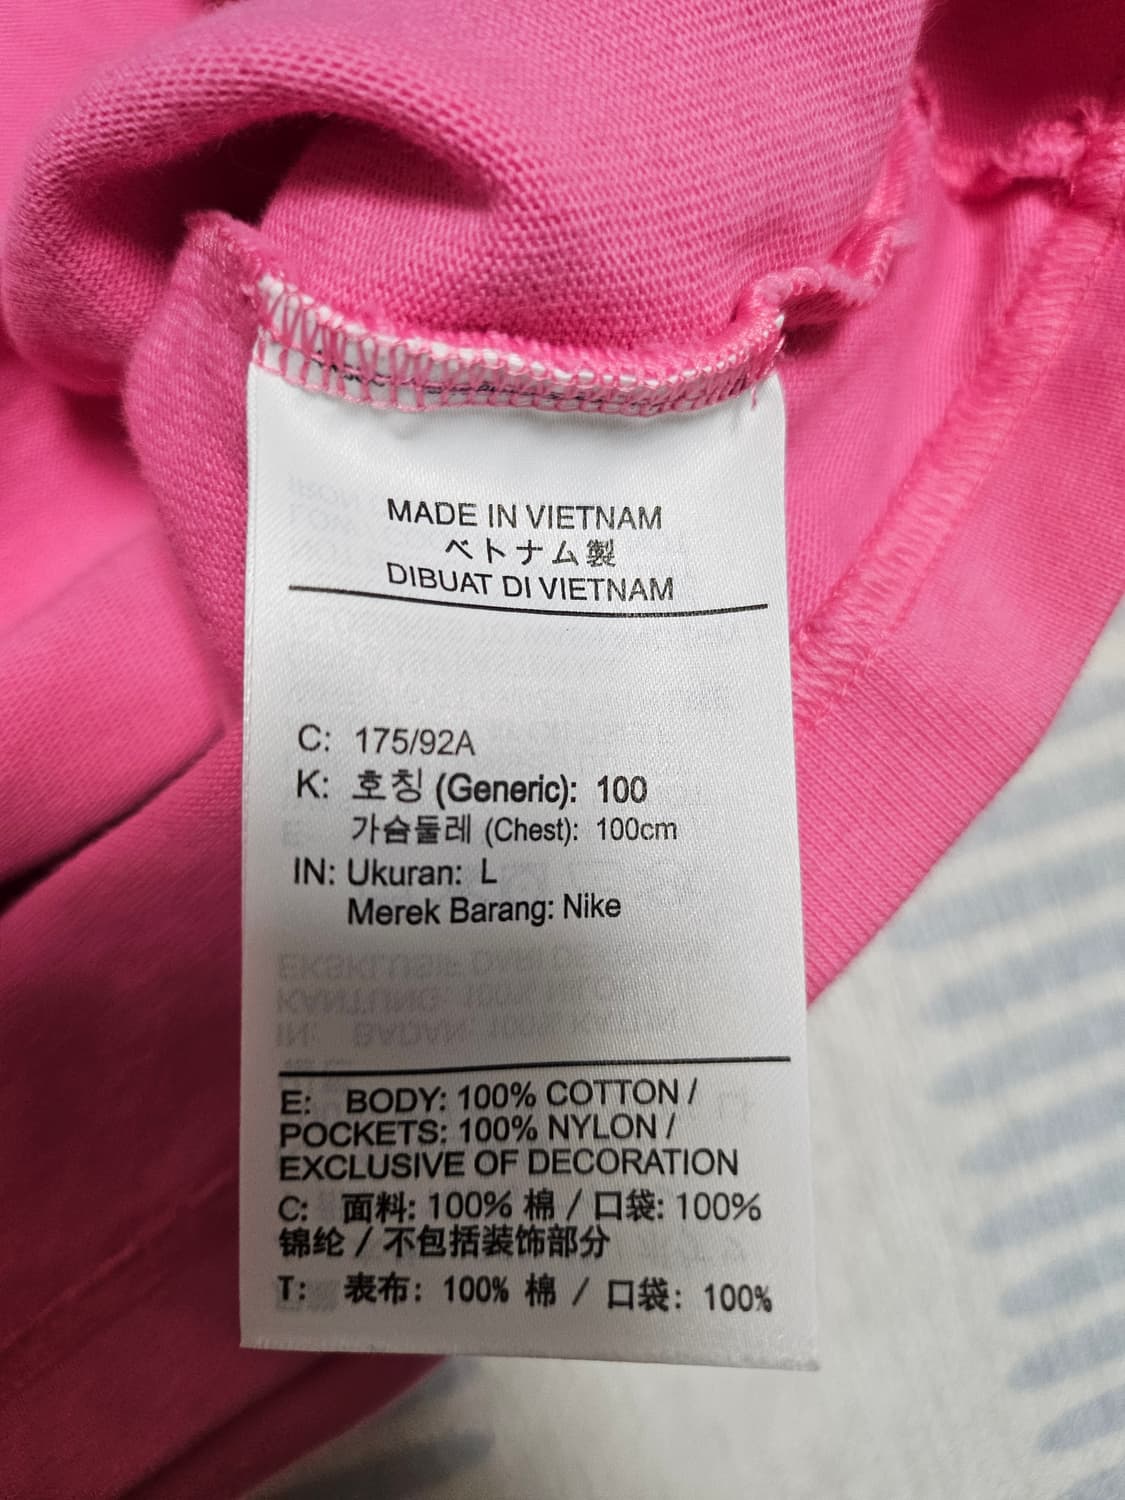 MADE IN VIETNAM
ベトナム製
DIBUAT DI VIETNAM
C: 175/92A
K: 호칭 (Generic): 100
가슴둘레 (Chest): 100cm
IN: Ukuran: L
Merek Barang: Nike
E: BODY: 100% COTTON /
POCKETS: 100% NYLON /
EXCLUSIVE OF DECORATION
C: 面料: 100% 棉 / 口袋: 100%
锦纶 / 不包括装饰部分
T: 表布: 100% 棉 / 口袋: 100%